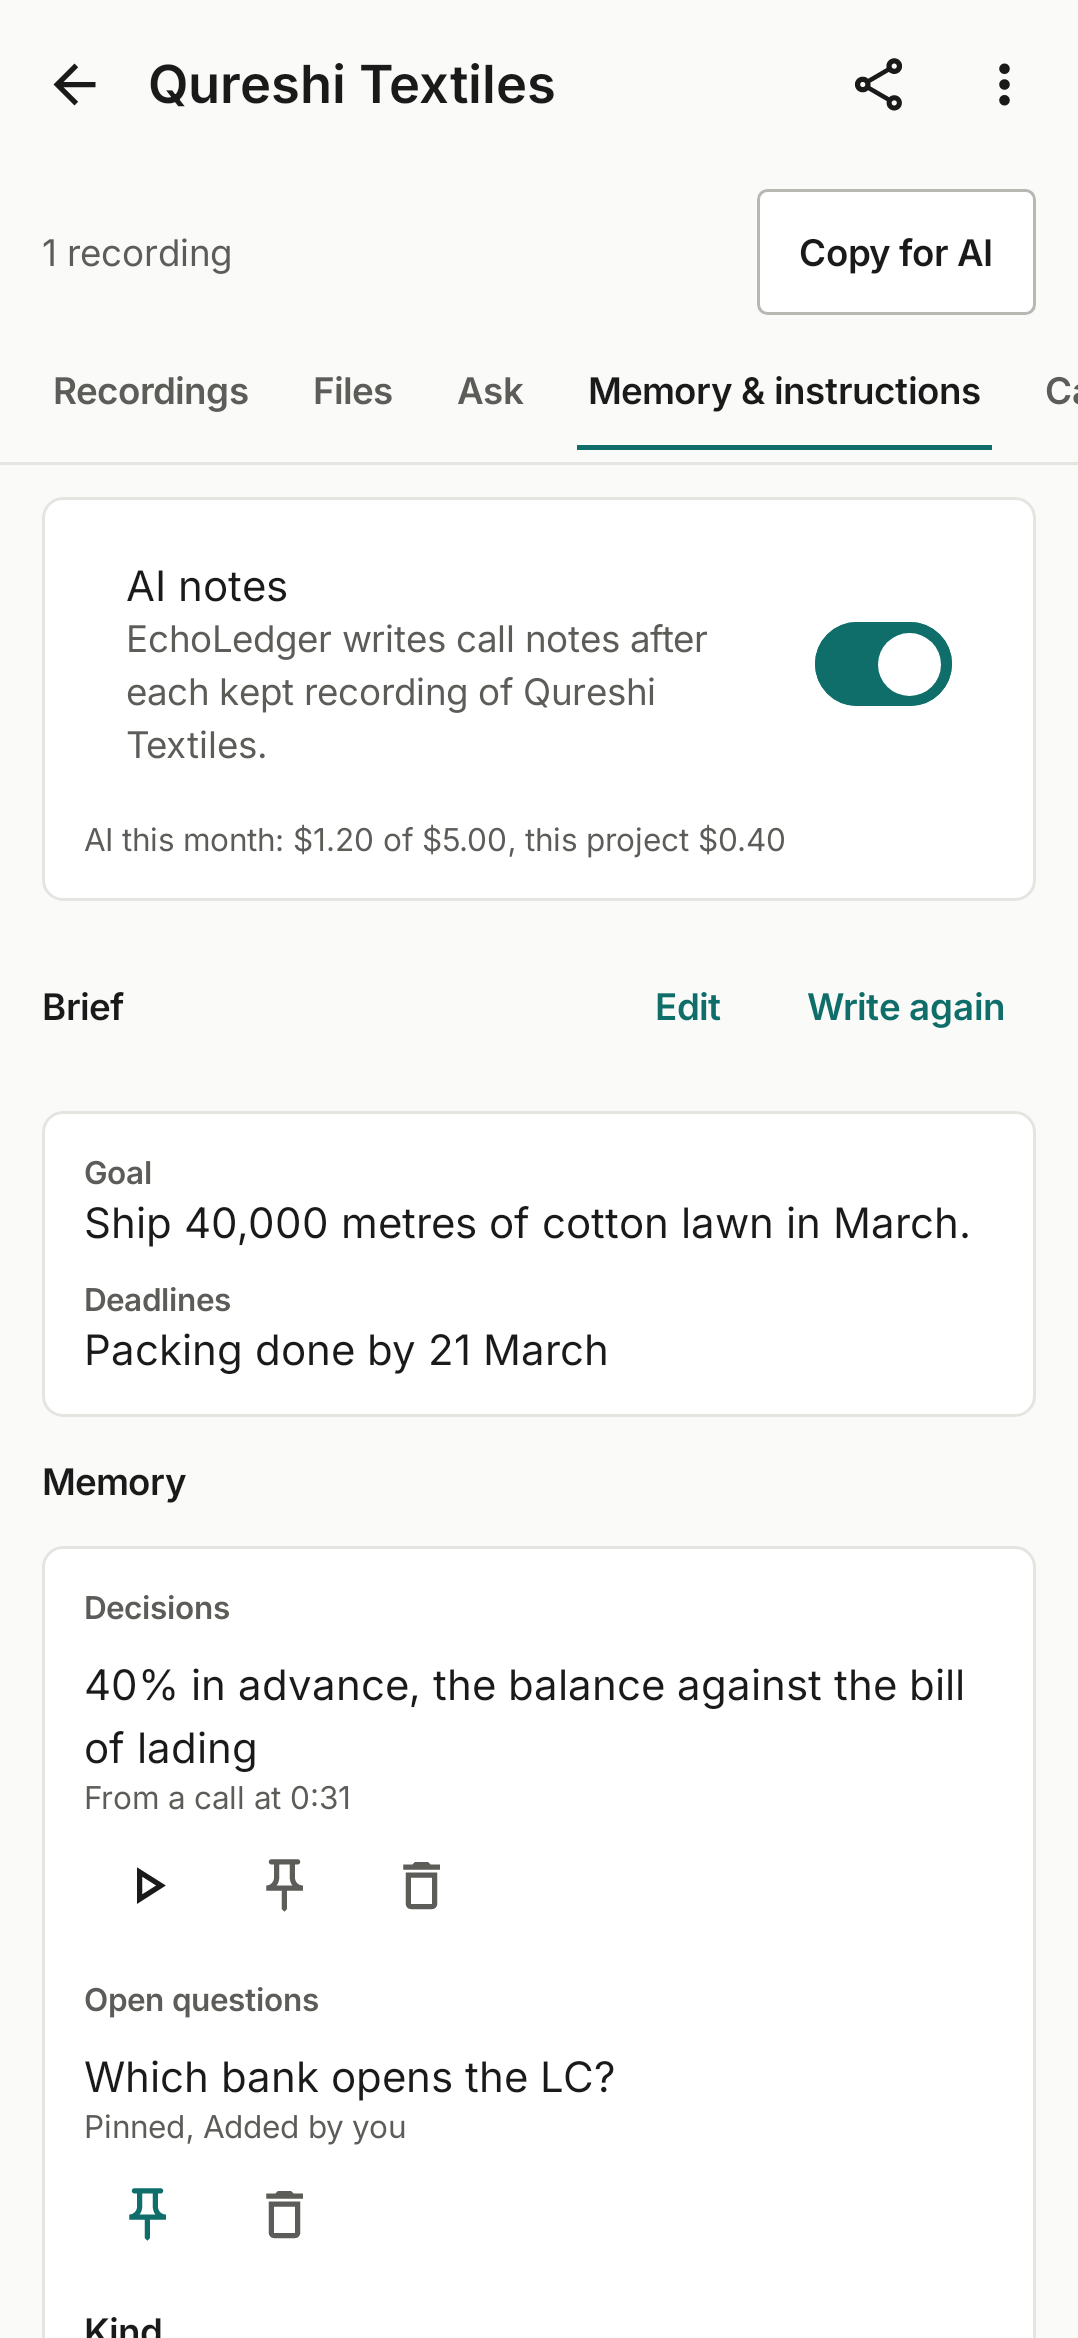 Qureshi Textiles
1 recording
Copy for AI
Recordings Files Ask Memory & instructions
AI notes
EchoLedger writes call notes after
each kept recording of Qureshi
Textiles.
AI this month: $1.20 of $5.00, this project $0.40
Brief Edit Write again
Goal
Ship 40,000 metres of cotton lawn in March.
Deadlines
Packing done by 21 March
Memory
Decisions
40% in advance, the balance against the bill
of lading
From a call at 0:31
Open questions
Which bank opens the LC?
Pinned, Added by you
Kind